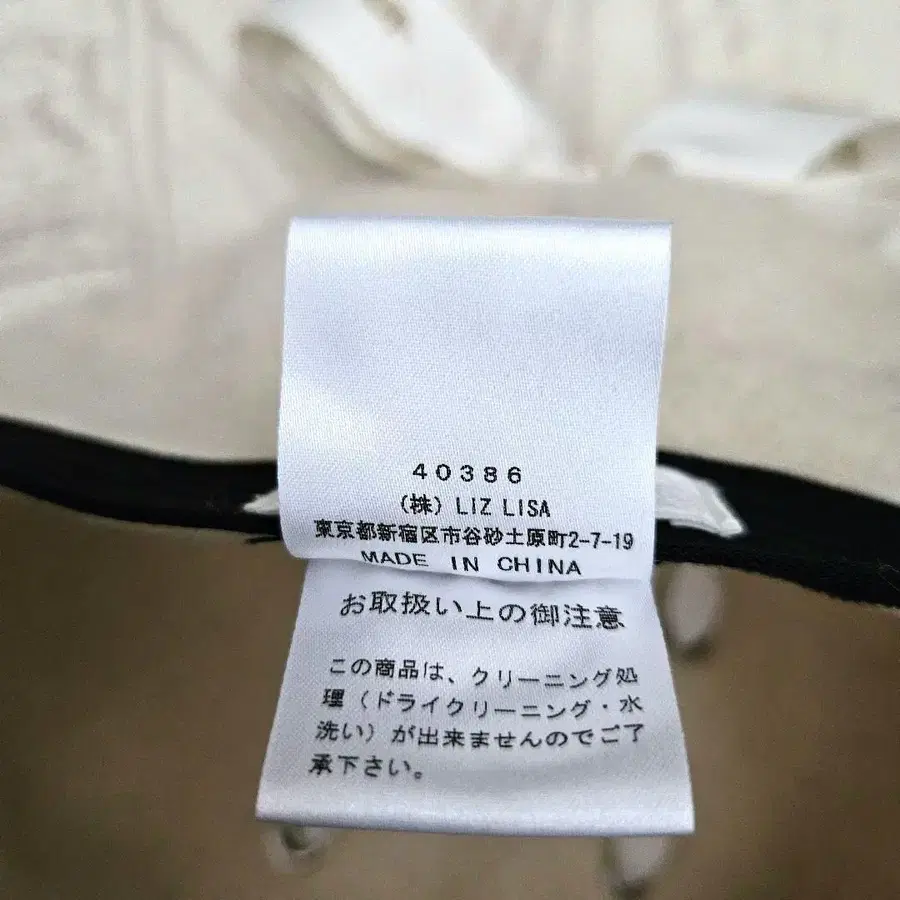 40386
(株) LIZ LISA
東京都新宿区市谷砂土原町2-7-19
MADE IN CHINA
お取扱い上の御注意
この商品は、クリーニング処
理(ドライクリーニング・水
洗い)が出来ませんのでご了
承下さい。